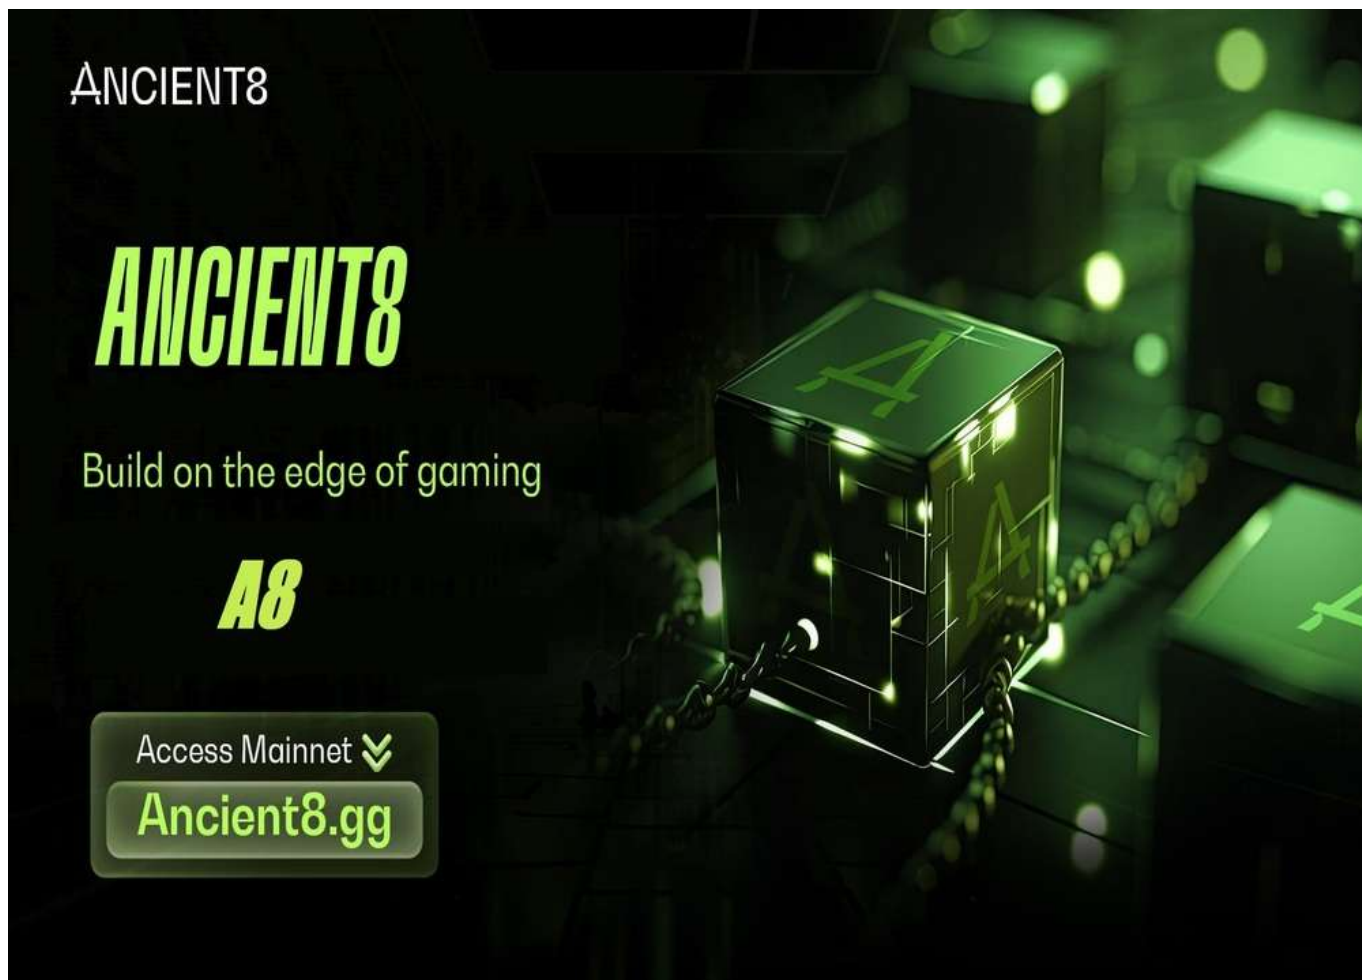 ANCIENT8
ANCIENT8
Build on the edge of gaming
A8
Access Mainnet
Ancient8.gg